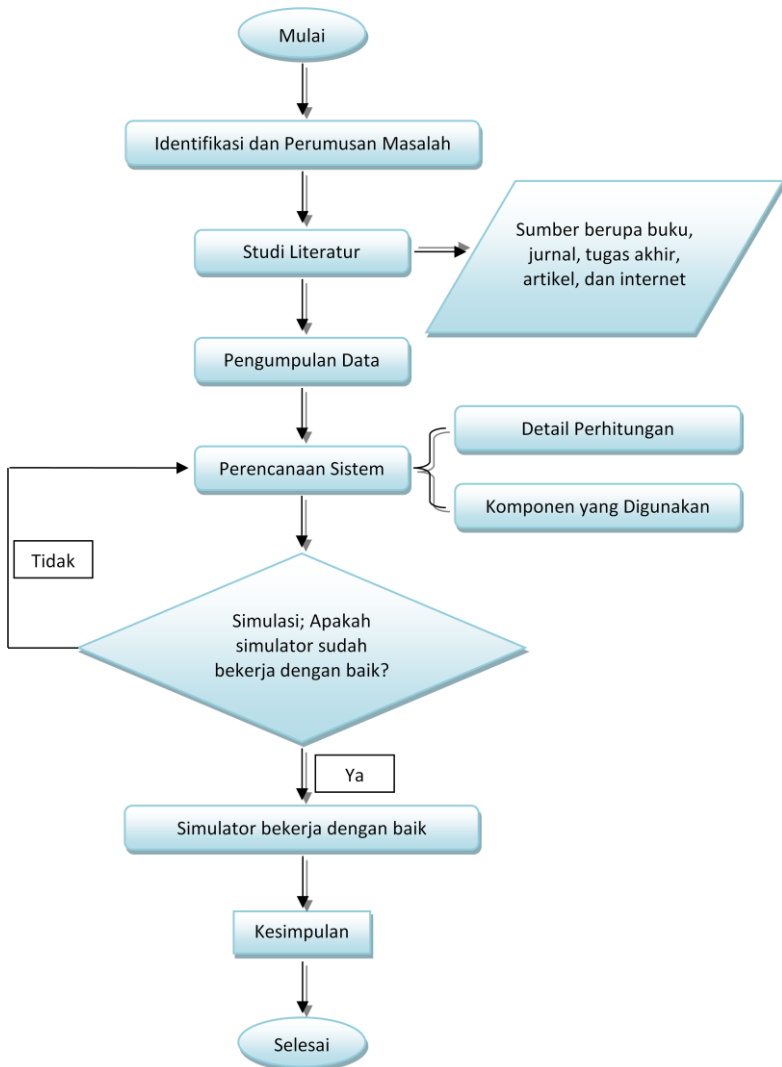 Mulai
Identifikasi dan Perumusan Masalah
Studi Literatur
Sumber berupa buku,
jurnal, tugas akhir,
artikel, dan internet
Pengumpulan Data
Perencanaan Sistem
Detail Perhitungan
Komponen yang Digunakan
Tidak
Simulasi; Apakah
simulator sudah
bekerja dengan baik?
Ya
Simulator bekerja dengan baik
Kesimpulan
Selesai